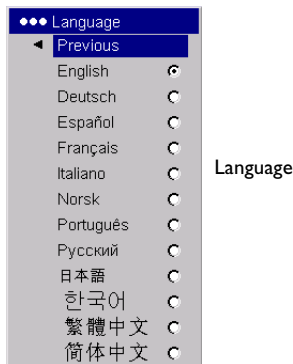 Language
Previous
English
Deutsch
Español
Français
Italiano
Norsk
Português
Русский
日本語
한국어
繁體中文
简体中文
Language